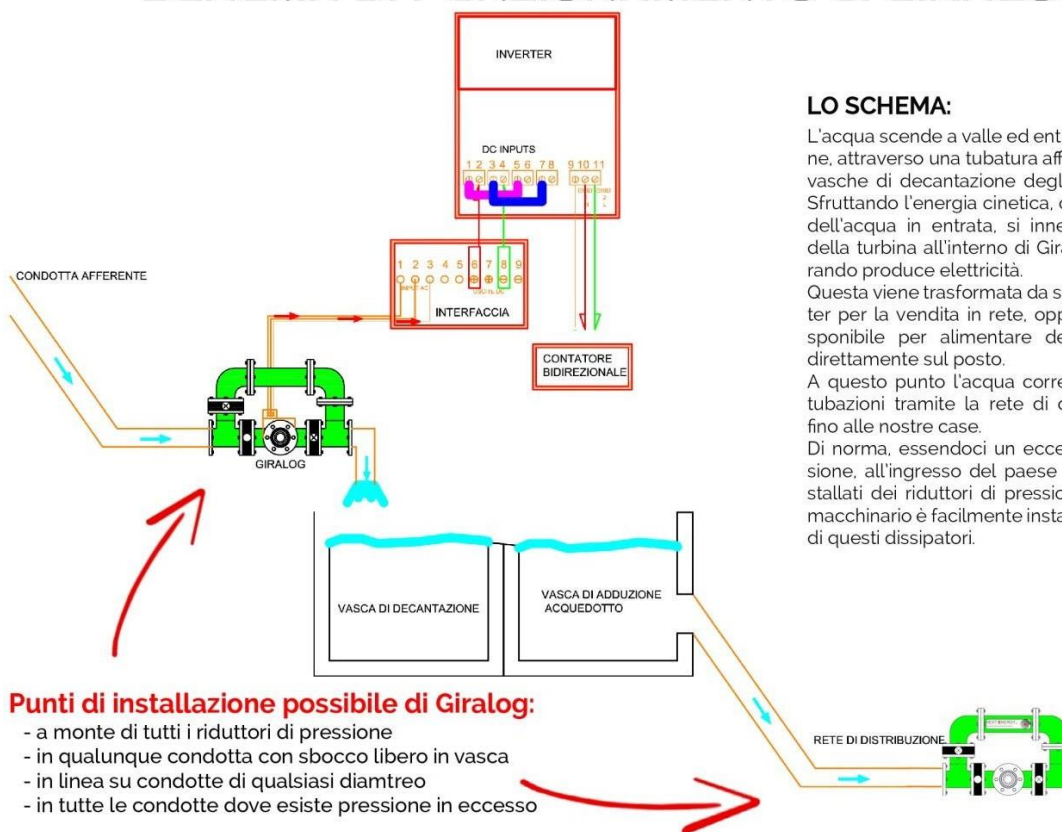 INVERTER
DC INPUTS
1 2 3 4 5 6 7 8 9 10 11
CONDOTTA AFFERENTE
1 2 3 4 5 6 7 8 9
INPUT AC
INTERFACCIA
CONTATORE
BIDIREZIONALE
GIRALOG
VASCA DI DECANTAZIONE
VASCA DI ADDUZIONE
ACQUEDOTTO
RETE DI DISTRIBUZIONE
LO SCHEMA:
L'acqua scende a valle ed ent
ne, attraverso una tubatura aff
vasche di decantazione degl
Sfruttando l'energia cinetica,
dell'acqua in entrata, si inne
della turbina all'interno di Gira
rando produce elettricità.
Questa viene trasformata da s
ter per la vendita in rete, opp
sponibile per alimentare de
direttamente sul posto.
A questo punto l'acqua corre
tubazioni tramite la rete di
fino alle nostre case.
Di norma, essendoci un ecce
sione, all'ingresso del paese
stallati dei riduttori di pressio
macchinario è facilmente insta
di questi dissipatori.
Punti di installazione possibile di Giralog:
- a monte di tutti i riduttori di pressione
- in qualunque condotta con sbocco libero in vasca
- in linea su condotte di qualsiasi diamtreo
- in tutte le condotte dove esiste pressione in eccesso